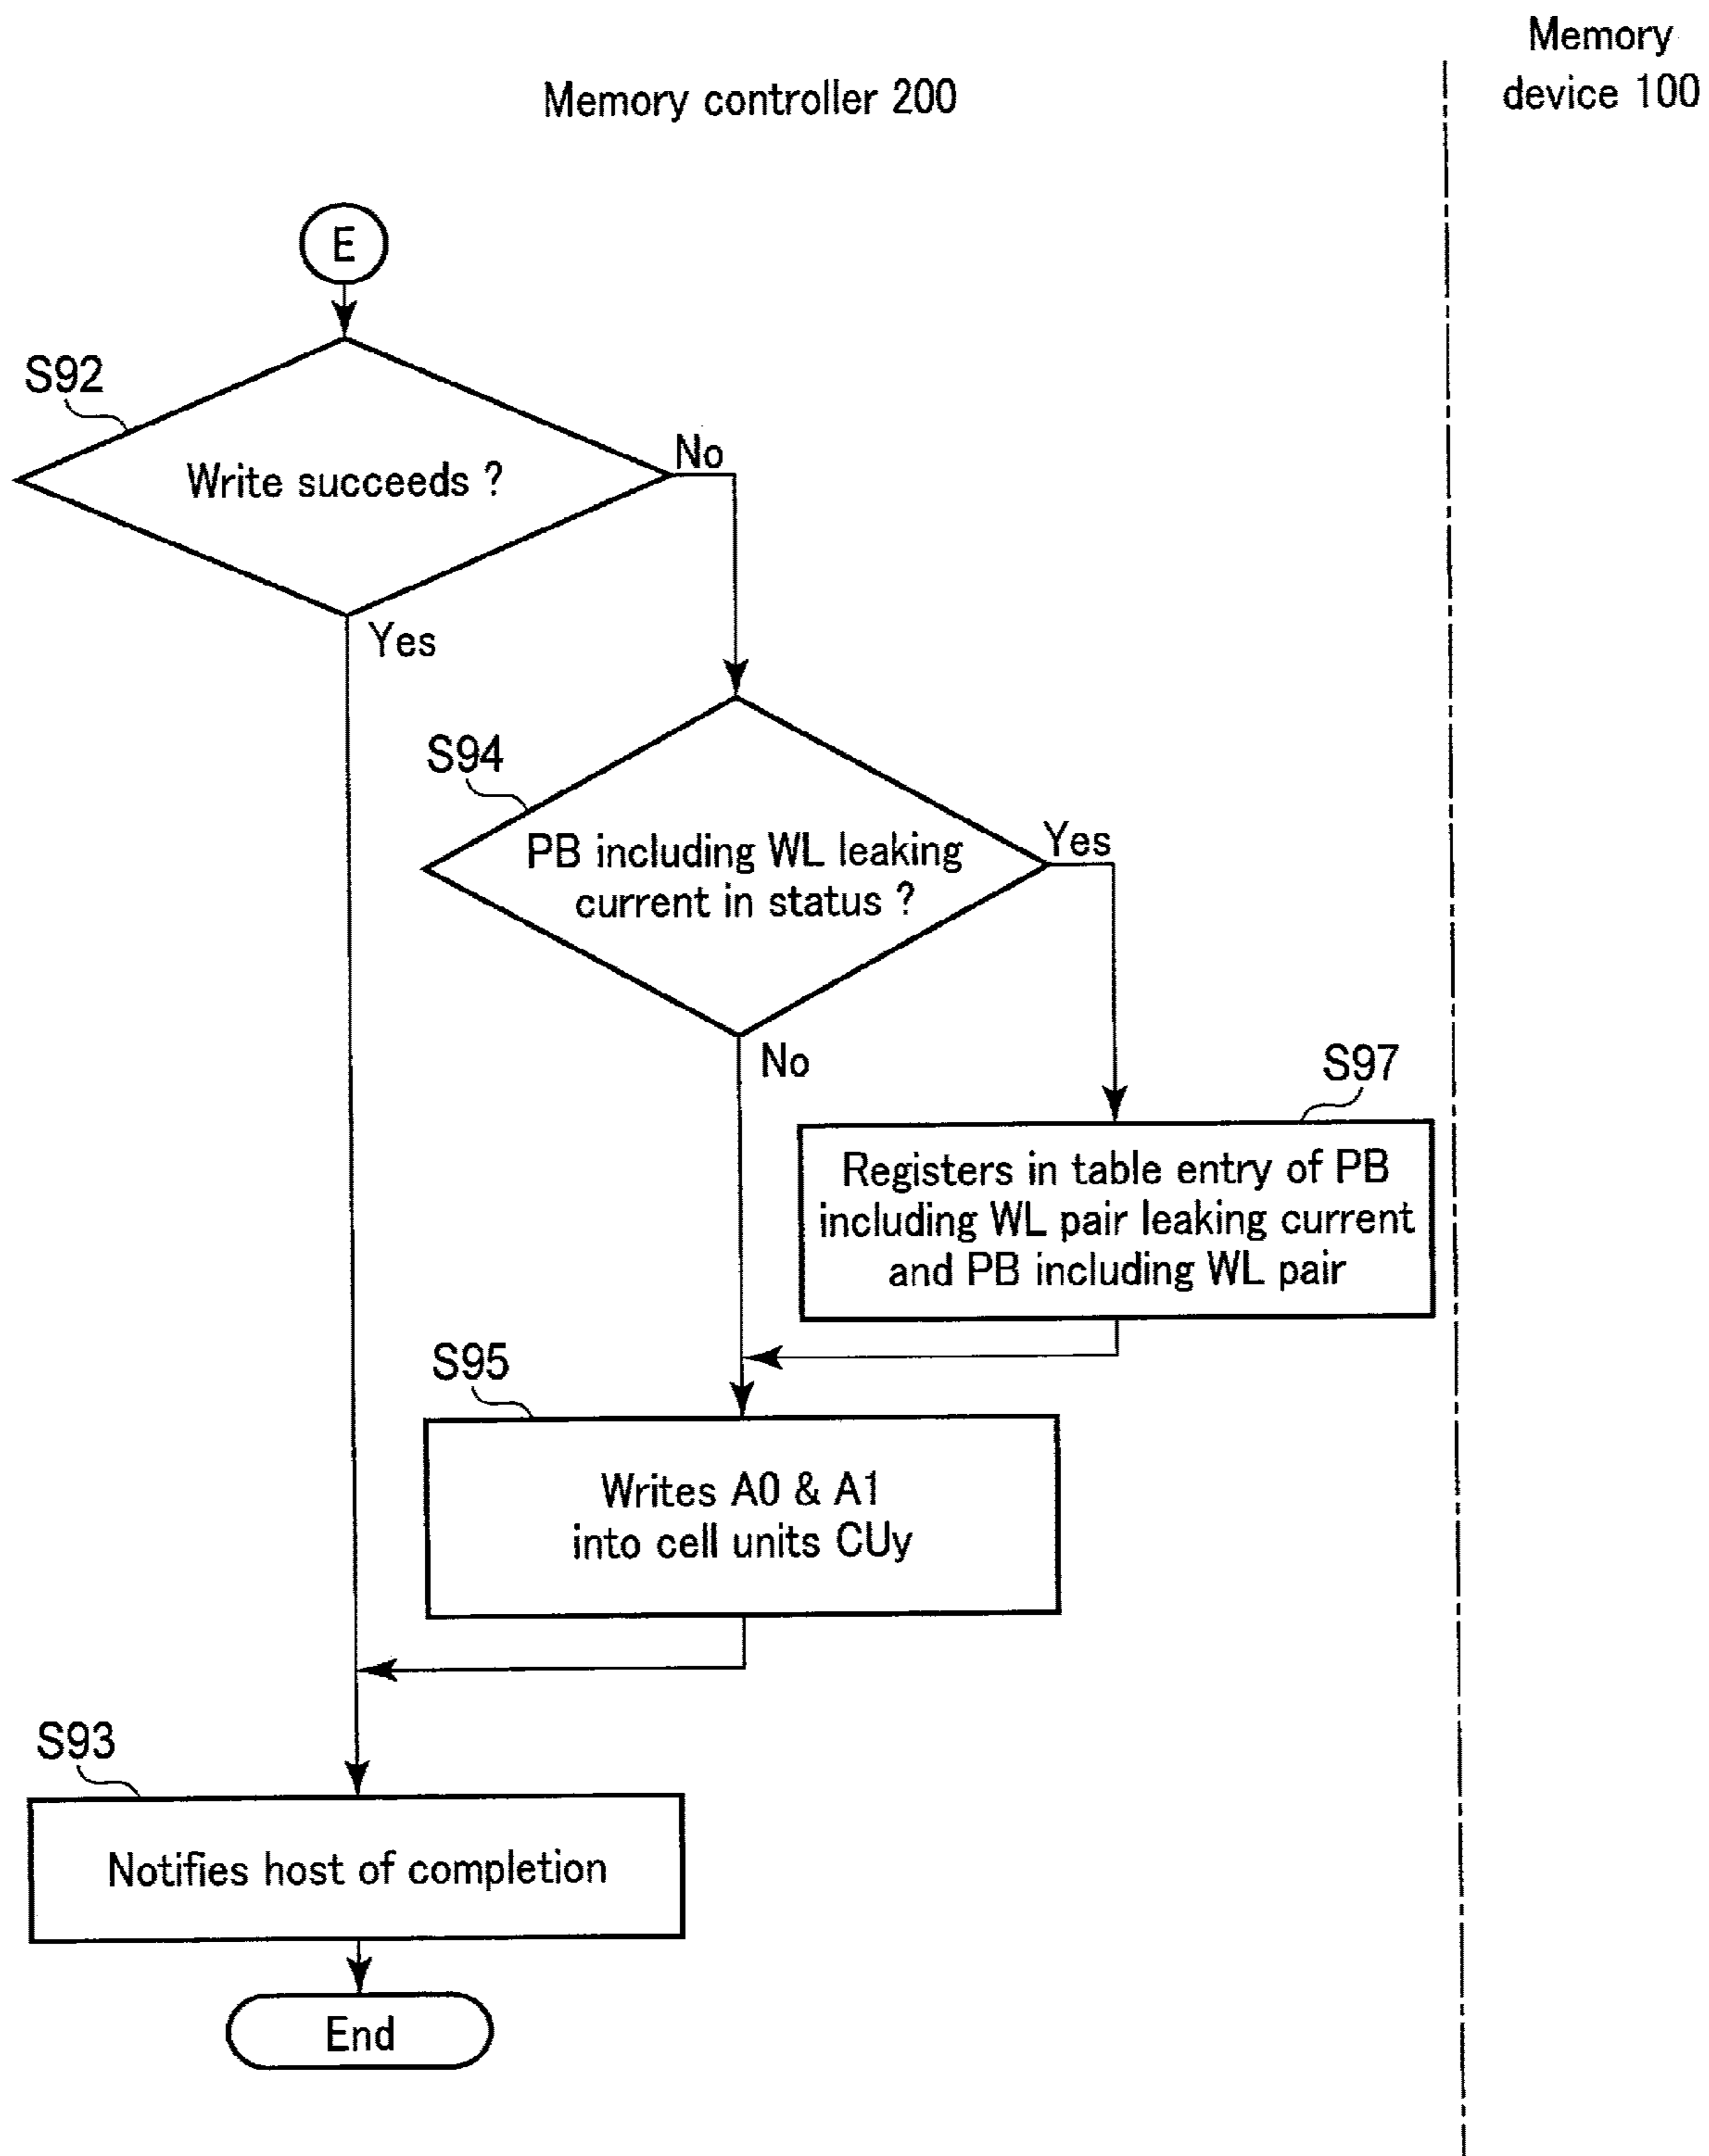 Memory
device 100
Memory controller 200
E
S92
Write succeeds ?
No
Yes
S94
PB including WL leaking
current in status ?
Yes
No
S97
Registers in table entry of PB
including WL pair leaking current
and PB including WL pair
S95
Writes A0 & A1
into cell units CUy
S93
Notifies host of completion
End